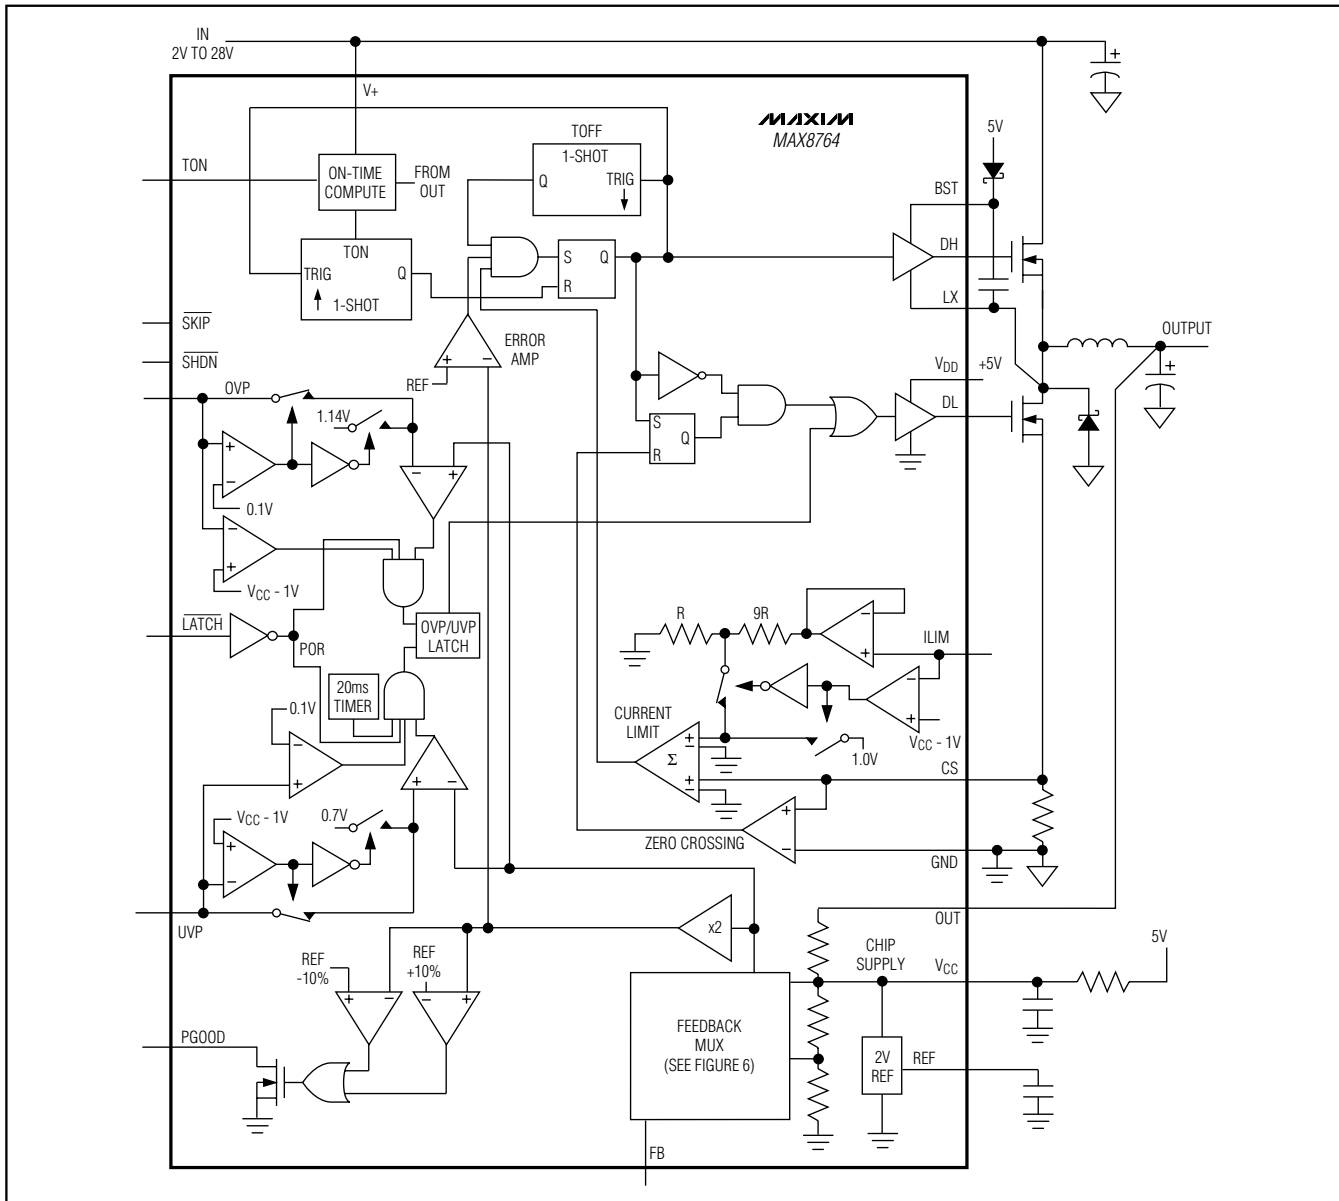 IN
2V TO 28V
V+
MAXIM
MAX8764
TOFF
1-SHOT
Q
TRIG
5V
TON
ON-TIME
COMPUTE
FROM
OUT
BST
TON
TRIG
Q
1-SHOT
S
Q
R
DH
LX
SKIP
SHDN
+
−
ERROR
AMP
REF
OUTPUT
+
VDD
+5V
OVP
1.14V
S
Q
R
DL
+
−
0.1V
−
+
−
+
VCC - 1V
LATCH
POR
OVP/UVP
LATCH
R
9R
−
+
ILIM
20ms
TIMER
0.1V
−
+
+
−
CURRENT
LIMIT
Σ
+
−
+
−
−
+
VCC - 1V
1.0V
CS
VCC - 1V
0.7V
+
−
ZERO CROSSING
+
−
GND
UVP
OUT
x2
REF
-10%
REF
+10%
+
−
−
+
CHIP
SUPPLY
VCC
5V
PGOOD
FEEDBACK
MUX
(SEE FIGURE 6)
2V
REF
REF
FB